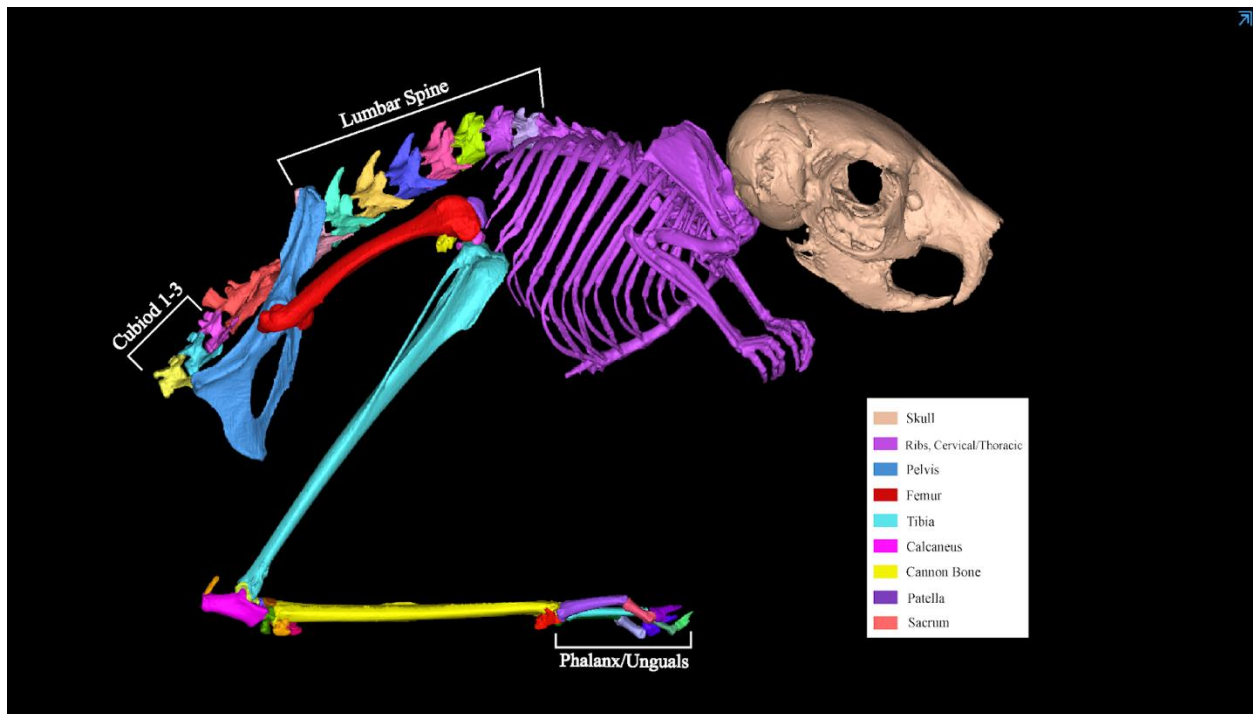 Lumbar Spine
Cubiod 1-3
Skull
Ribs, Cervical/Thoracic
Pelvis
Femur
Tibia
Calcaneus
Cannon Bone
Patella
Sacrum
Phalanx/Unguals